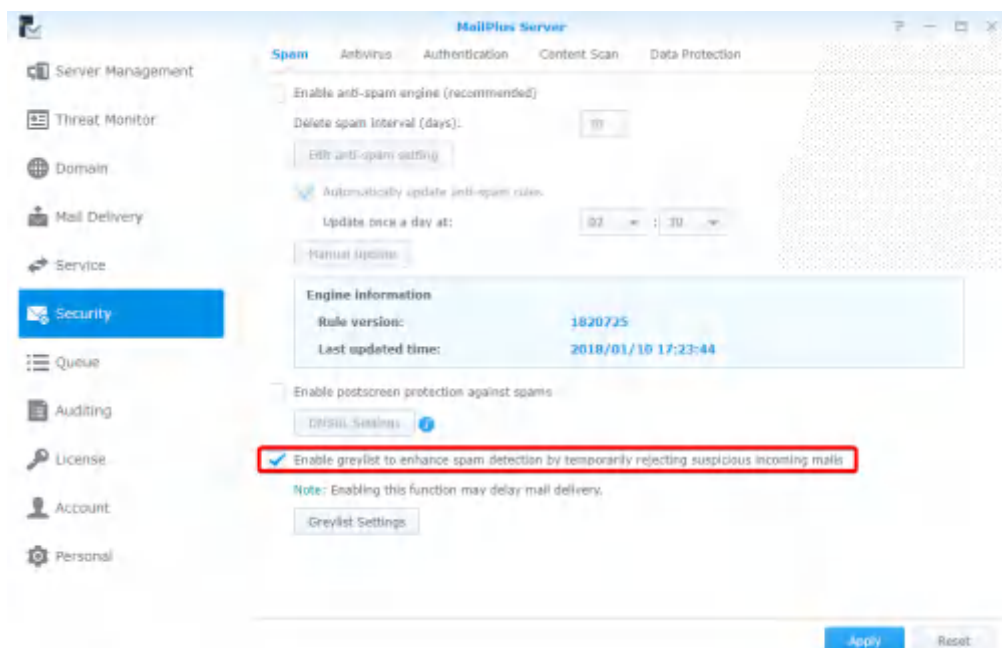 MailPlus Server
Server Management
Threat Monitor
Domain
Mail Delivery
Service
Security
Queue
Auditing
License
Account
Personal
Spam Antivirus Authentication Content Scan Data Protection
Enable anti-spam engine (recommended)
Delete spam interval (days):
Edit anti-spam setting
Automatically update anti-spam rules
Update once a day at: 02 :
Manual Update
Engine information
Rule version: 1820725
Last updated time: 2018/01/10 17:23:44
Enable postscreen protection against spams
DNSBL Settings
Enable greylist to enhance spam detection by temporarily rejecting suspicious incoming mails
Note: Enabling this function may delay mail delivery.
Greylist Settings
Apply Reset